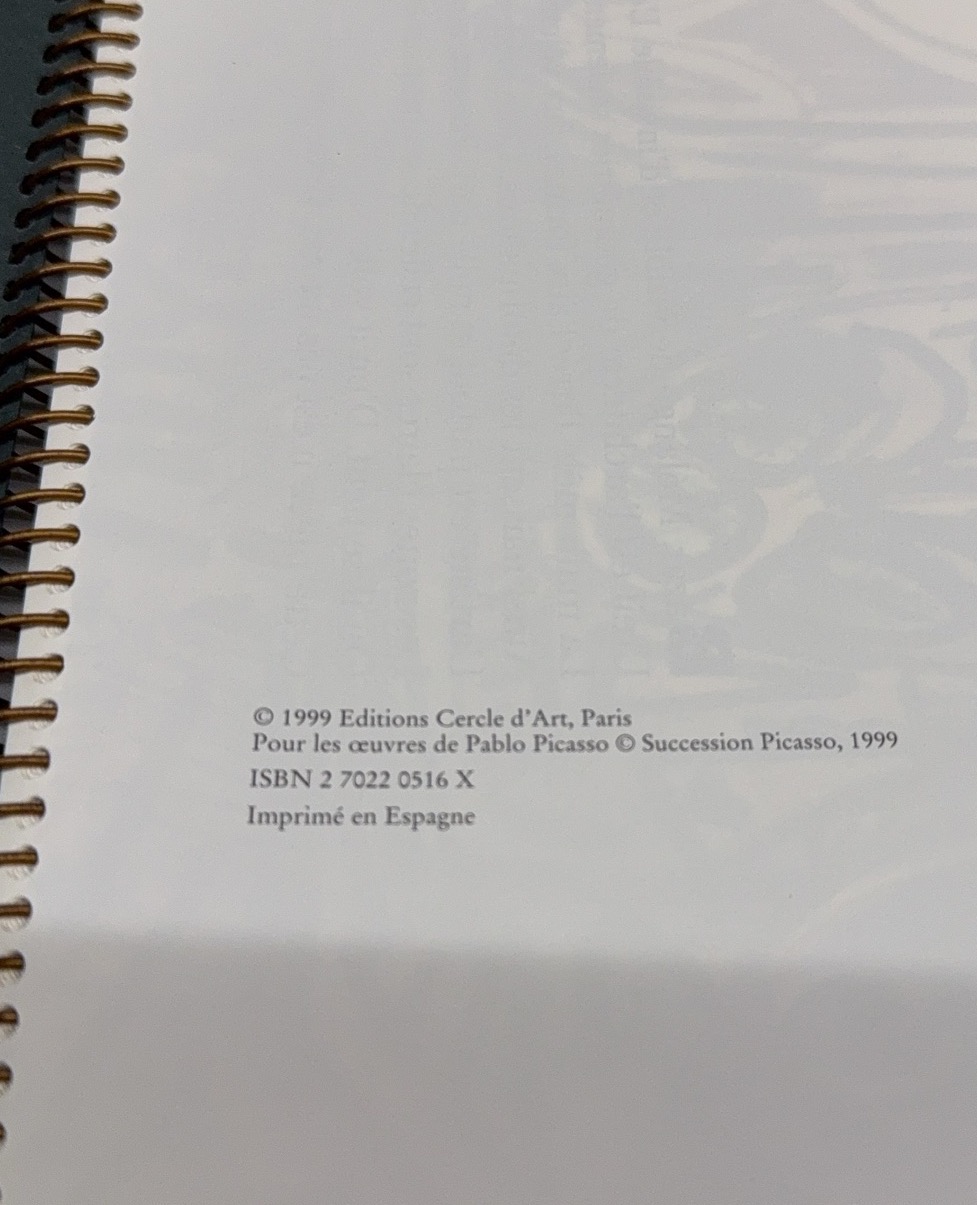 © 1999 Editions Cercle d'Art, Paris
Pour les œuvres de Pablo Picasso © Succession Picasso, 1999
ISBN 2 7022 0516 X
Imprimé en Espagne